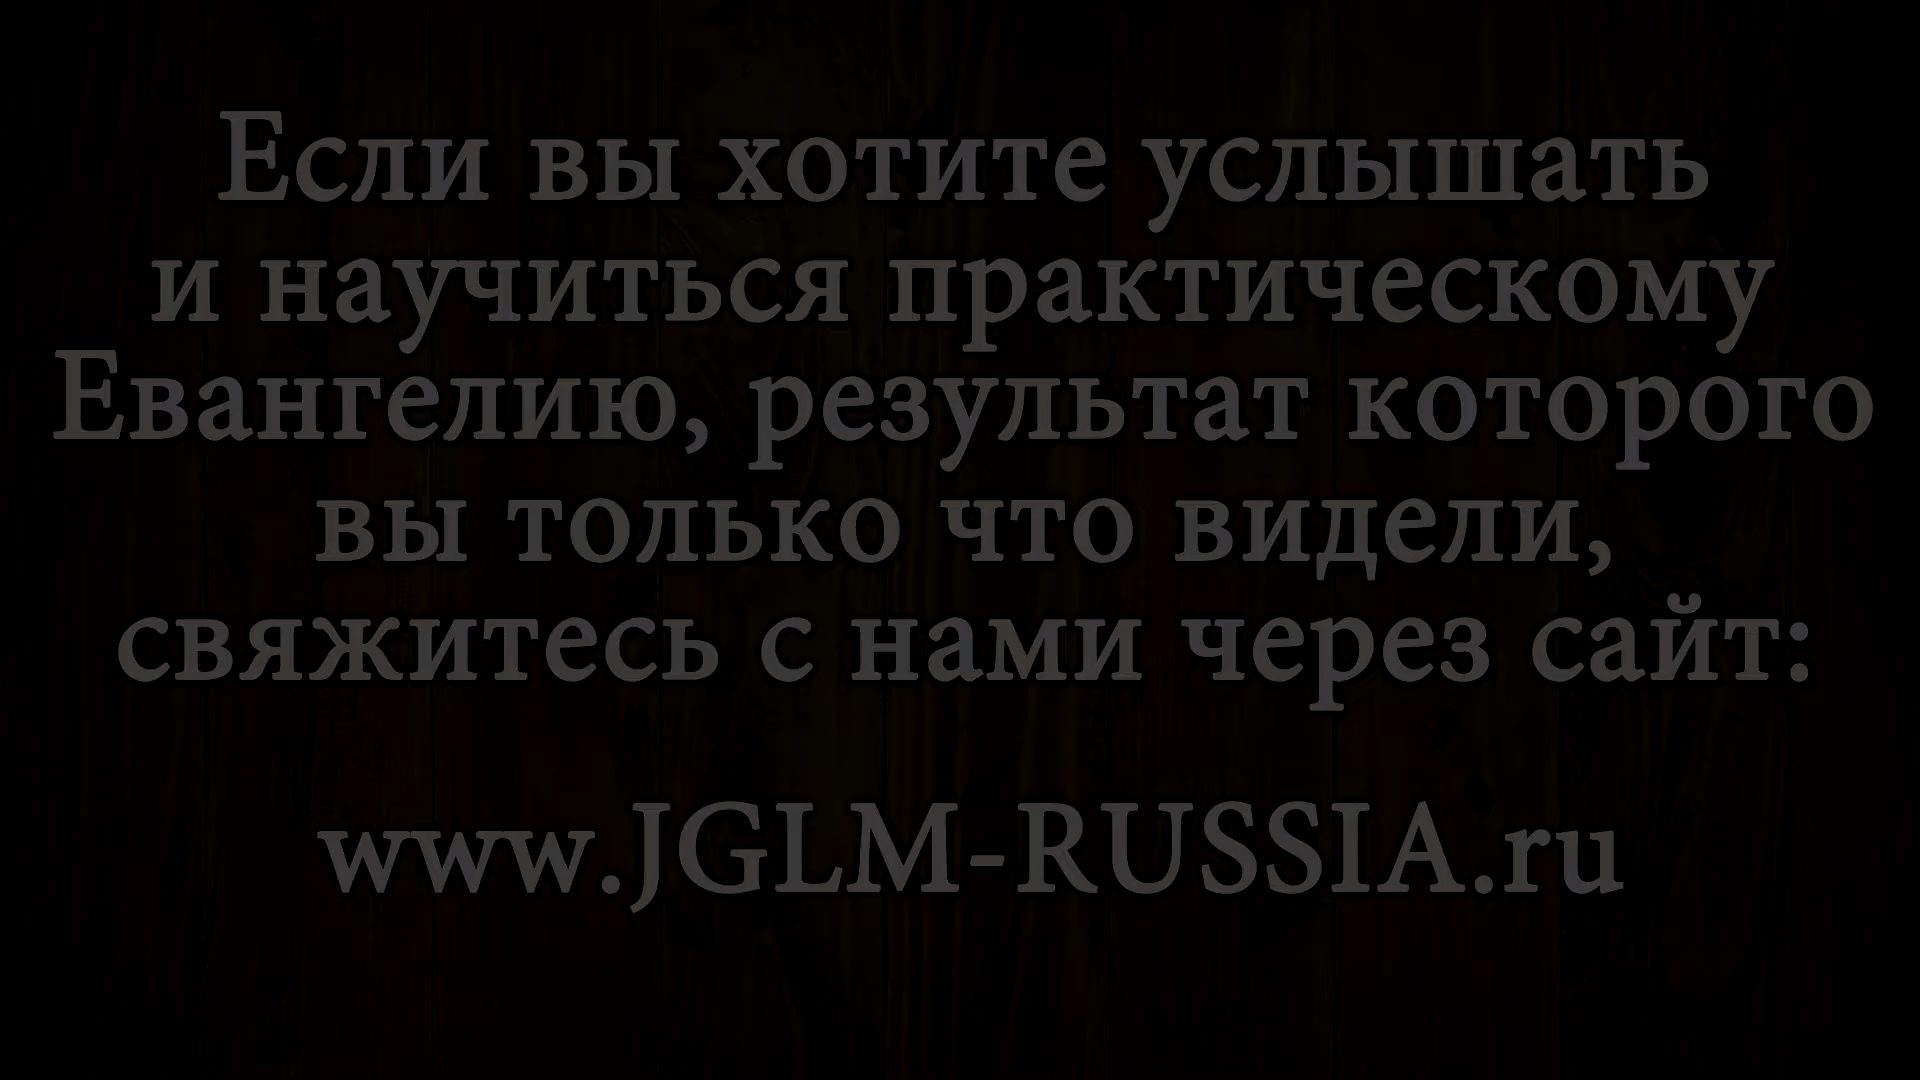 Если вы хотите услышать
и научиться практическому
Евангелию, результат которого
вы только что видели,
свяжитесь с нами через сайт:
www.JGLM-RUSSIA.ru